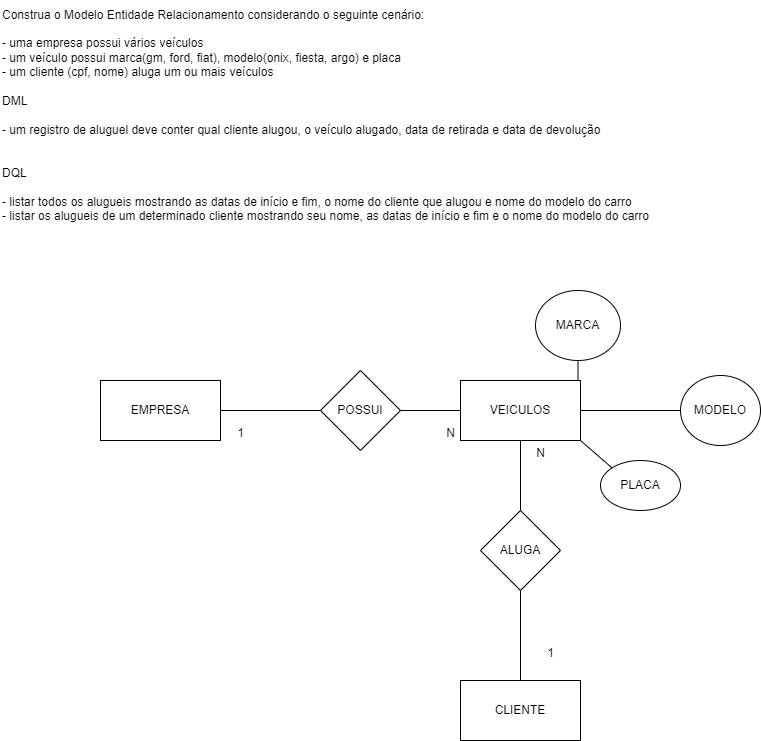 Construa o Modelo Entidade Relacionamento considerando o seguinte cenário:
- uma empresa possui vários veículos
- um veículo possui marca(gm, ford, fiat), modelo(onix, fiesta, argo) e placa
- um cliente (cpf, nome) aluga um ou mais veículos
DML
- um registro de aluguel deve conter qual cliente alugou, o veículo alugado, data de retirada e data de devolução
DQL
- listar todos os alugueis mostrando as datas de início e fim, o nome do cliente que alugou e nome do modelo do carro
- listar os alugueis de um determinado cliente mostrando seu nome, as datas de início e fim e o nome do modelo do carro
MARCA
EMPRESA
POSSUI
VEICULOS
MODELO
1
N
N
PLACA
ALUGA
1
CLIENTE